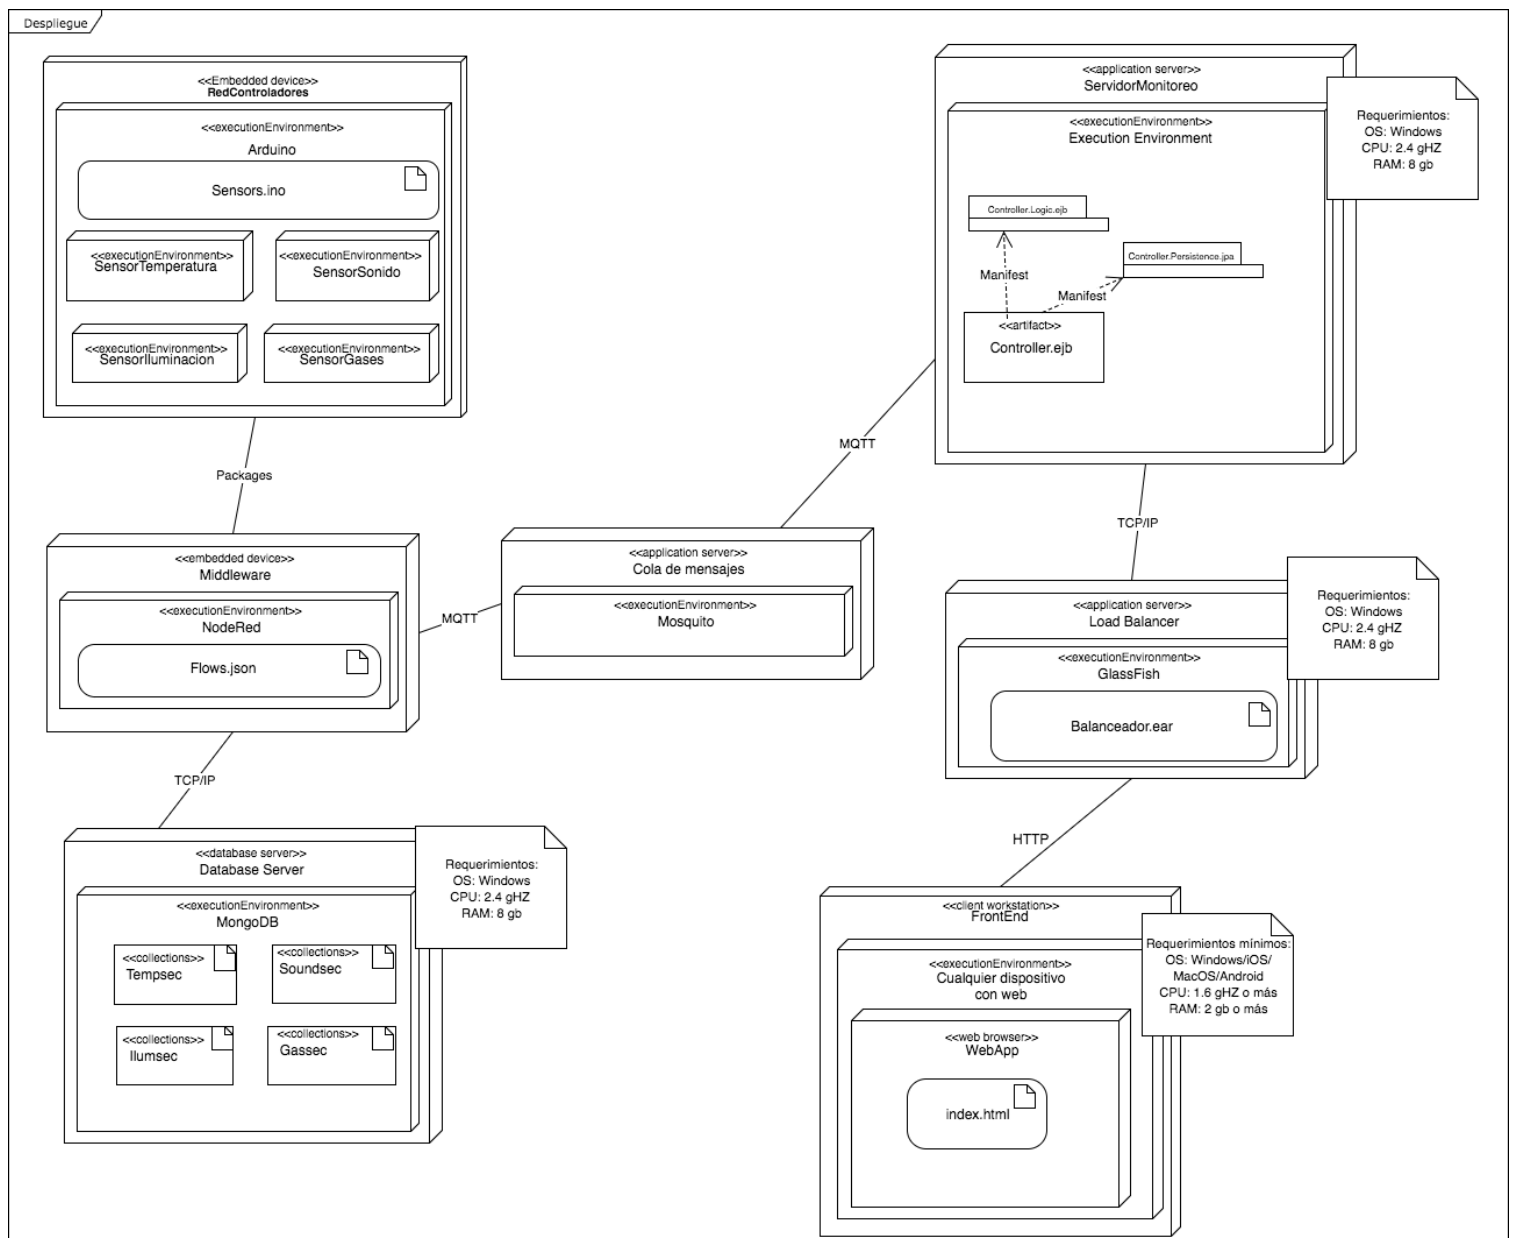 Despliegue
<<Embedded device>>
RedControladores
<<executionEnvironment>>
Arduino
Sensors.ino
<<executionEnvironment>>
SensorTemperatura
<<executionEnvironment>>
SensorSonido
<<executionEnvironment>>
SensorIluminacion
<<executionEnvironment>>
SensorGases
Packages
<<embedded device>>
Middleware
<<executionEnvironment>>
NodeRed
Flows.json
MQTT
<<application server>>
Cola de mensajes
<<executionEnvironment>>
Mosquito
MQTT
<<application server>>
ServidorMonitoreo
<<executionEnvironment>>
Execution Environment
Controller.Logic.ejb
Controller.Persistence.jpa
Manifest
Manifest
<<artifact>>
Controller.ejb
Requerimientos:
OS: Windows
CPU: 2.4 gHZ
RAM: 8 gb
TCP/IP
<<application server>>
Load Balancer
<<executionEnvironment>>
GlassFish
Balanceador.ear
Requerimientos:
OS: Windows
CPU: 2.4 gHZ
RAM: 8 gb
TCP/IP
<<database server>>
Database Server
<<executionEnvironment>>
MongoDB
<<collections>>
Tempsec
<<collections>>
Soundsec
<<collections>>
Ilumsec
<<collections>>
Gassec
Requerimientos:
OS: Windows
CPU: 2.4 gHZ
RAM: 8 gb
HTTP
<<client workstation>>
FrontEnd
<<executionEnvironment>>
Cualquier dispositivo
con web
<<web browser>>
WebApp
index.html
Requerimientos mínimos:
OS: Windows/iOS/
MacOS/Android
CPU: 1.6 gHZ o más
RAM: 2 gb o más